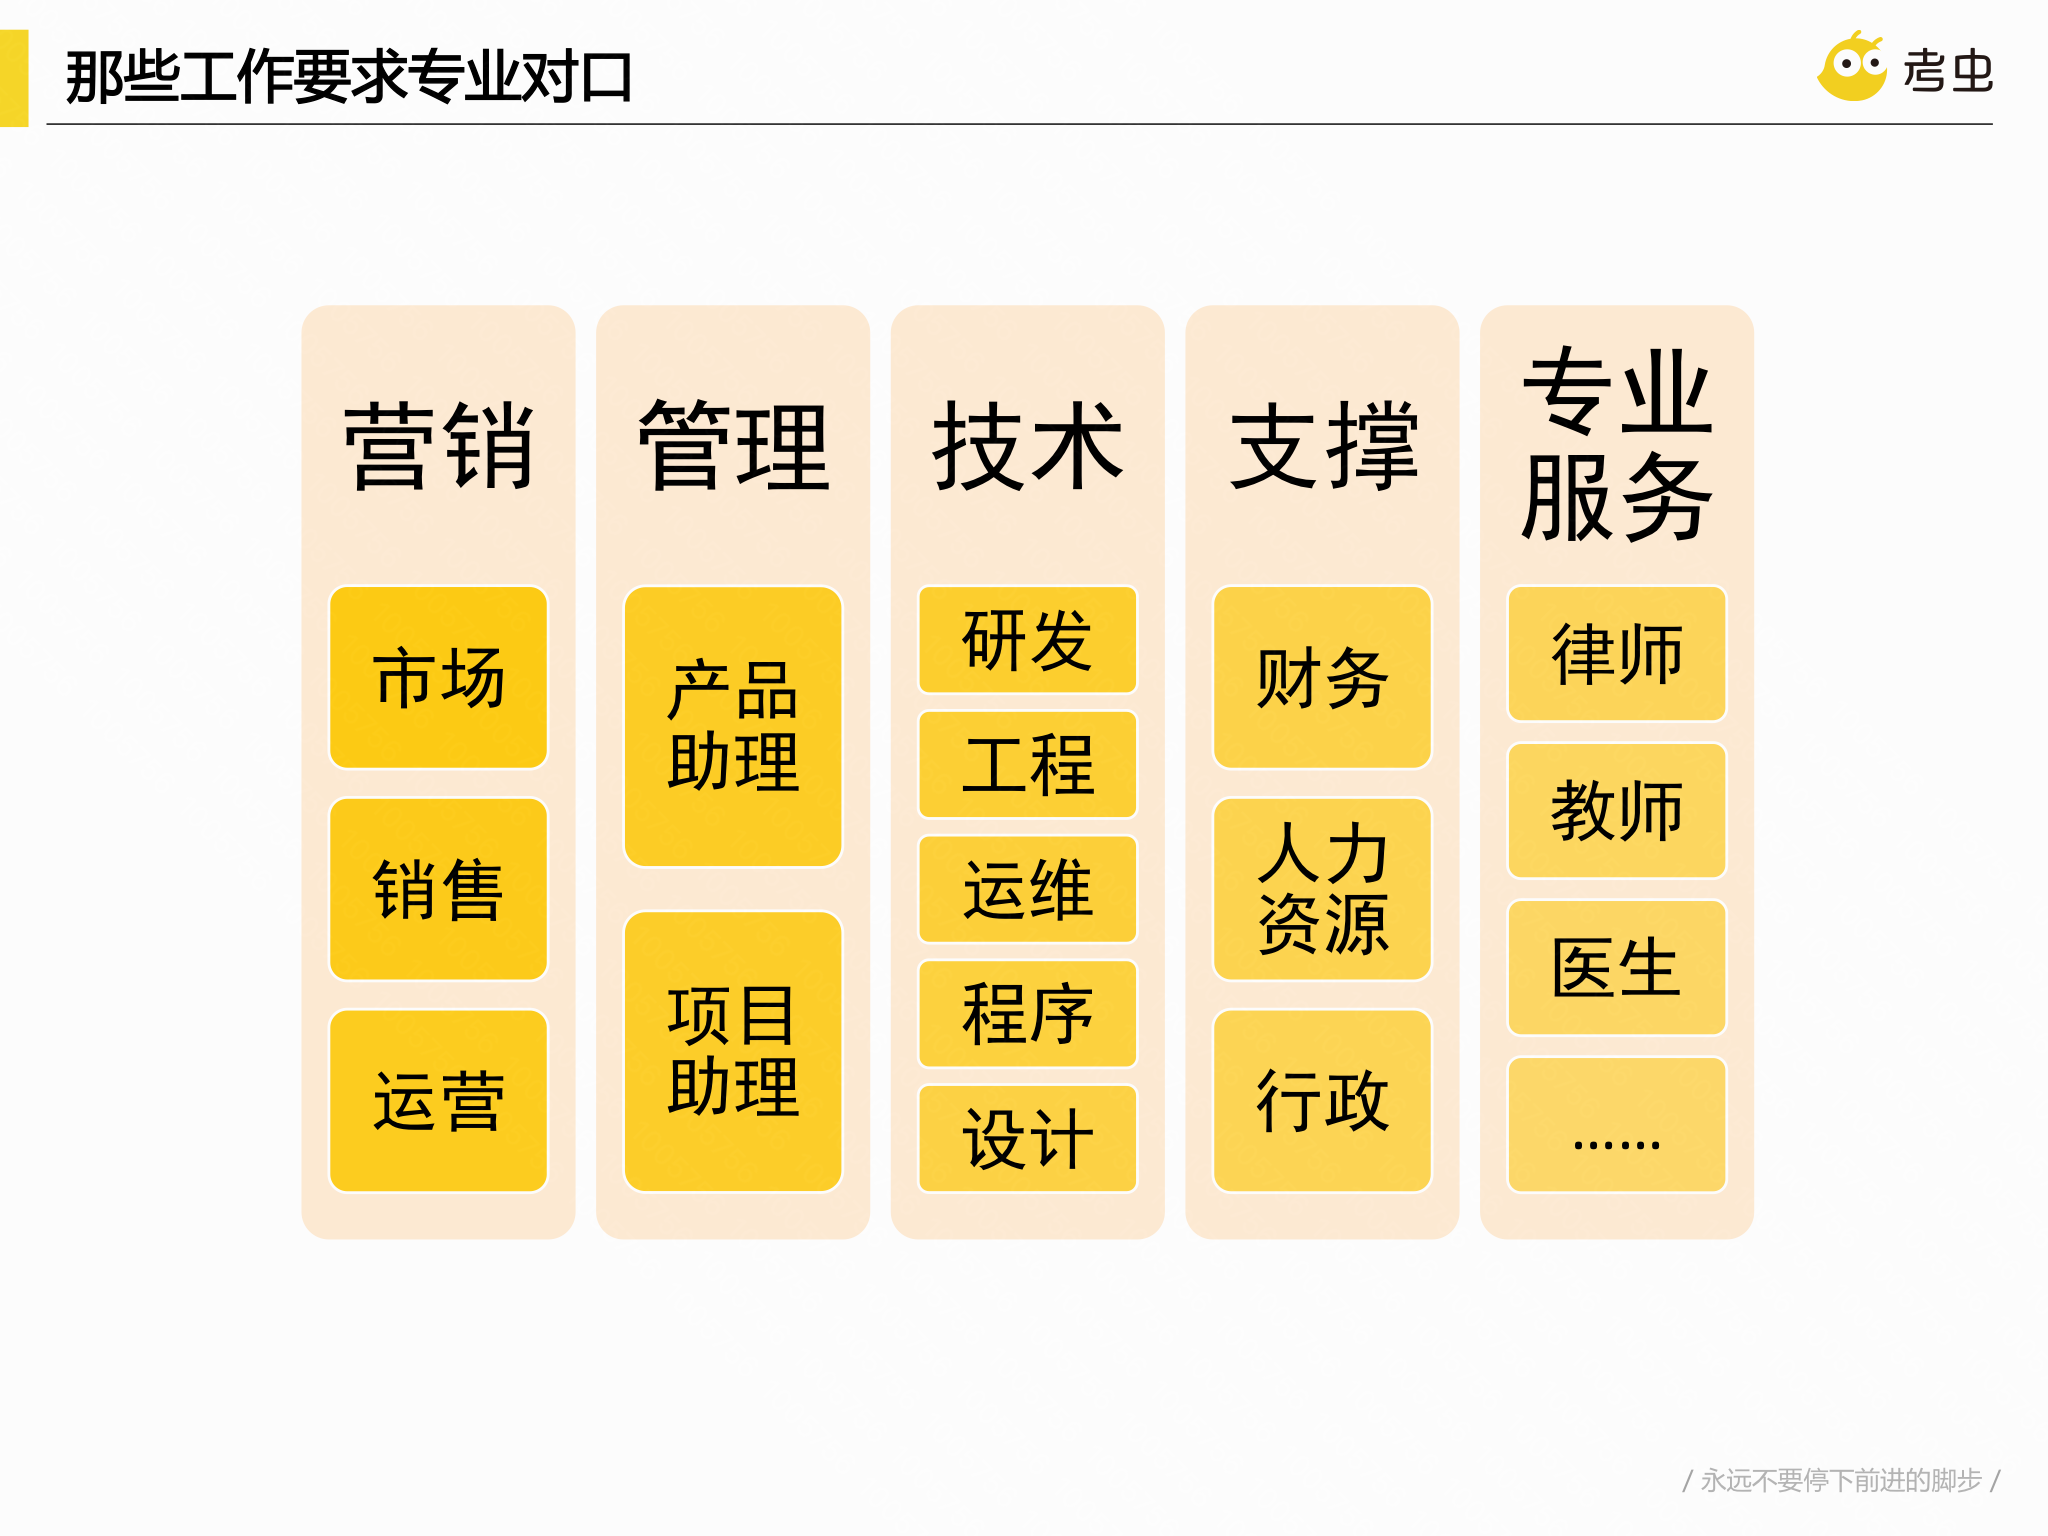 那些工作要求专业对口
考虫
营销
市场
销售
运营
管理
产品
助理
项目
助理
技术
研发
工程
运维
程序
设计
支撑
财务
人力
资源
行政
专业
服务
律师
教师
医生
……
/ 永远不要停下前进的脚步 /